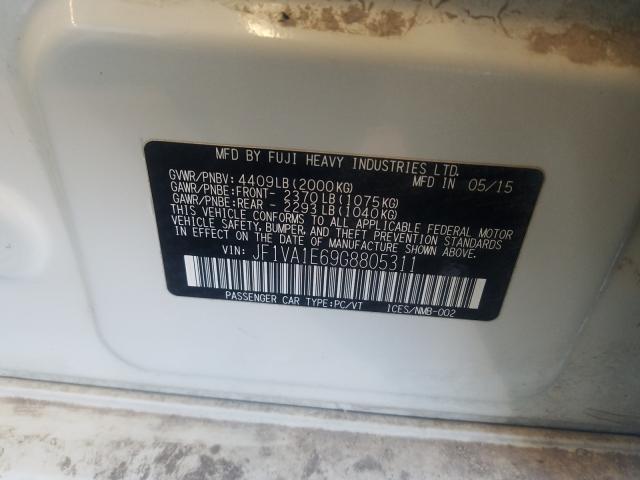 MFD BY FUJI HEAVY INDUSTRIES LTD.
GVWR/PNBV: 4409LB(2000KG) MFD IN 05/15
GAWR/PNBE:FRONT- 2370LB(1075KG)
GAWR/PNBE:REAR - 2293LB(1040KG)
THIS VEHICLE CONFORMS TO ALL APPLICABLE FEDERAL MOTOR
VEHICLE SAFETY, BUMPER, AND THEFT PREVENTION STANDARDS
IN EFFECT ON THE DATE OF MANUFACTURE SHOWN ABOVE.
VIN: JF1VA1E69G8805311
PASSENGER CAR TYPE:PC/VT ICES/NMB-002